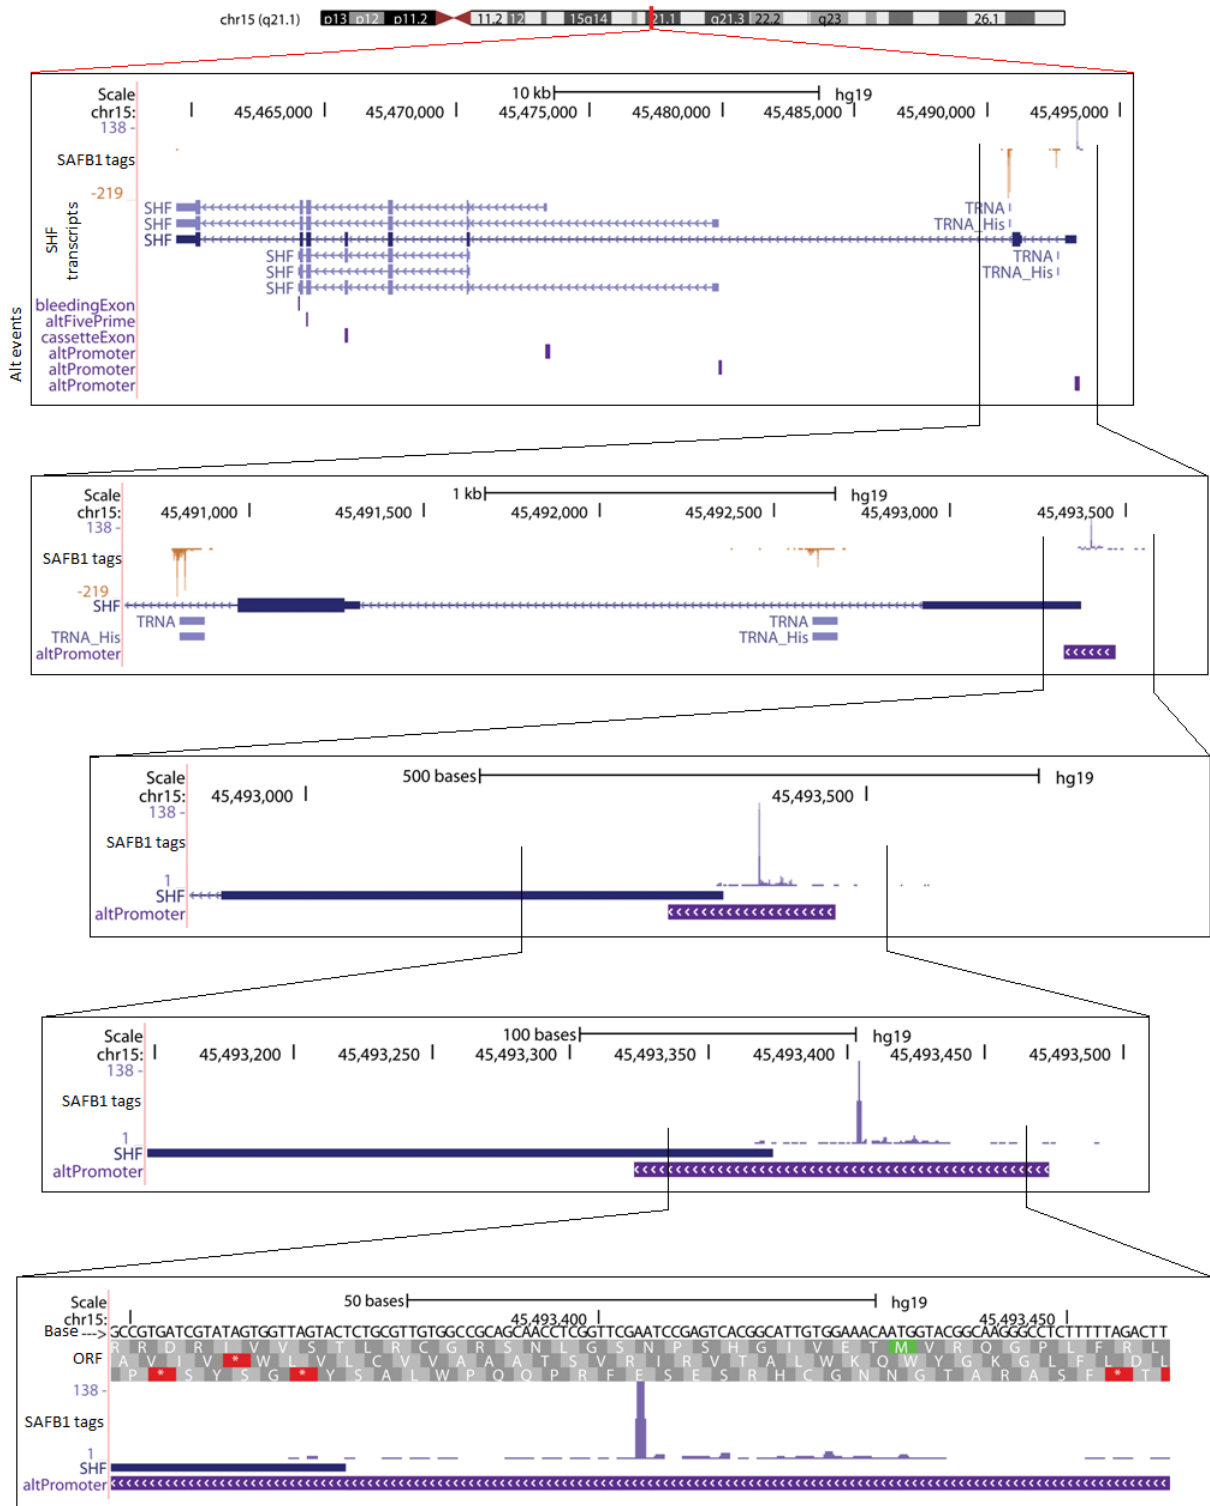 chr15 (q21.1) p13 p12 p11.2 11.2 12 15q14 21.1 q21.3 22.2 q23 26.1
Scale 10 kb hg19
chr15: 45,465,000 45,470,000 45,475,000 45,480,000 45,485,000 45,490,000 45,495,000
138 -
SAFB1 tags
-219
SHF transcripts
SHF TRNA
SHF TRNA_His
SHF
SHF TRNA
SHF TRNA_His
SHF
Alt events
bleedingExon
altFivePrime
cassetteExon
altPromoter
altPromoter
altPromoter
Scale 1 kb hg19
chr15: 45,491,000 45,491,500 45,492,000 45,492,500 45,493,000 45,493,500
138 -
SAFB1 tags
-219
SHF
TRNA TRNA
TRNA_His TRNA_His
altPromoter
Scale 500 bases hg19
chr15: 45,493,000 45,493,500
138 -
SAFB1 tags
1
SHF
altPromoter
Scale 100 bases hg19
chr15: 45,493,200 45,493,250 45,493,300 45,493,350 45,493,400 45,493,450 45,493,500
138 -
SAFB1 tags
1
SHF
altPromoter
Scale 50 bases hg19
chr15: 45,493,400 45,493,450
Base ---> GCCGTGATCGTATAGTGGTTAGTACTCTGCGTTGTGGCCGCAGCAACCTCGGTTCGAATCCGAGTCACGGCATTGTGGAAACAATGGTACGGCAAGGGCCTCTTTTTAGACTT
ORF
R R D R I V V S T L R C G R S N L G S N P S H G I V E T M V R Q G P L F R L
A V I V * W L V L C V V A A A T S V R I R V T A L W K Q W Y G K G L F L D L
P * S Y S G * Y S A L W P Q Q P R F E S E S R H C G N N G T A R A S F * T
138 -
SAFB1 tags
1
SHF
altPromoter